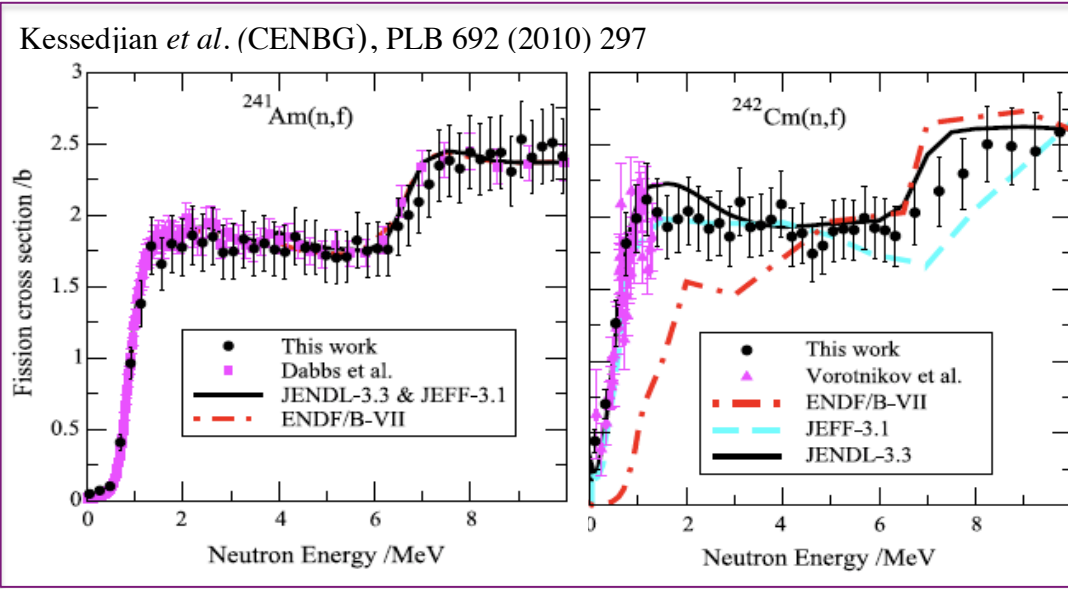 Kessedjian et al. (CENBG), PLB 692 (2010) 297
3
2.5
2
1.5
1
0.5
0
Fission cross section /b
²⁴¹Am(n,f)
This work
Dabbs et al.
JENDL-3.3 & JEFF-3.1
ENDF/B-VII
0 2 4 6 8
Neutron Energy /MeV
²⁴²Cm(n,f)
This work
Vorotnikov et al.
ENDF/B-VII
JEFF-3.1
JENDL-3.3
0 2 4 6 8
Neutron Energy /MeV